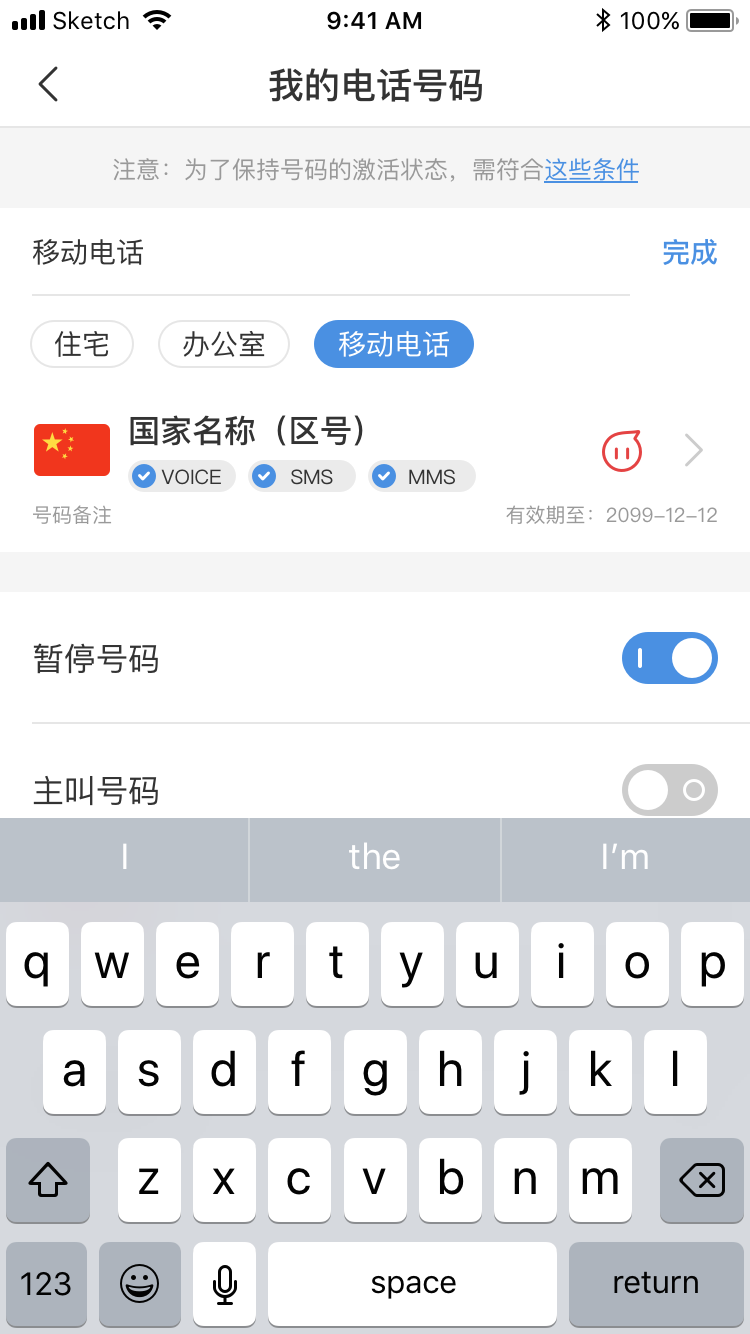 Sketch 9:41 AM 100%
我的电话号码
注意：为了保持号码的激活状态，需符合这些条件
移动电话 完成
住宅 办公室 移动电话
国家名称（区号）
VOICE SMS MMS
号码备注 有效期至：2099-12-12
暂停号码
主叫号码
I the I’m
q w e r t y u i o p
a s d f g h j k l
z x c v b n m
123 space return